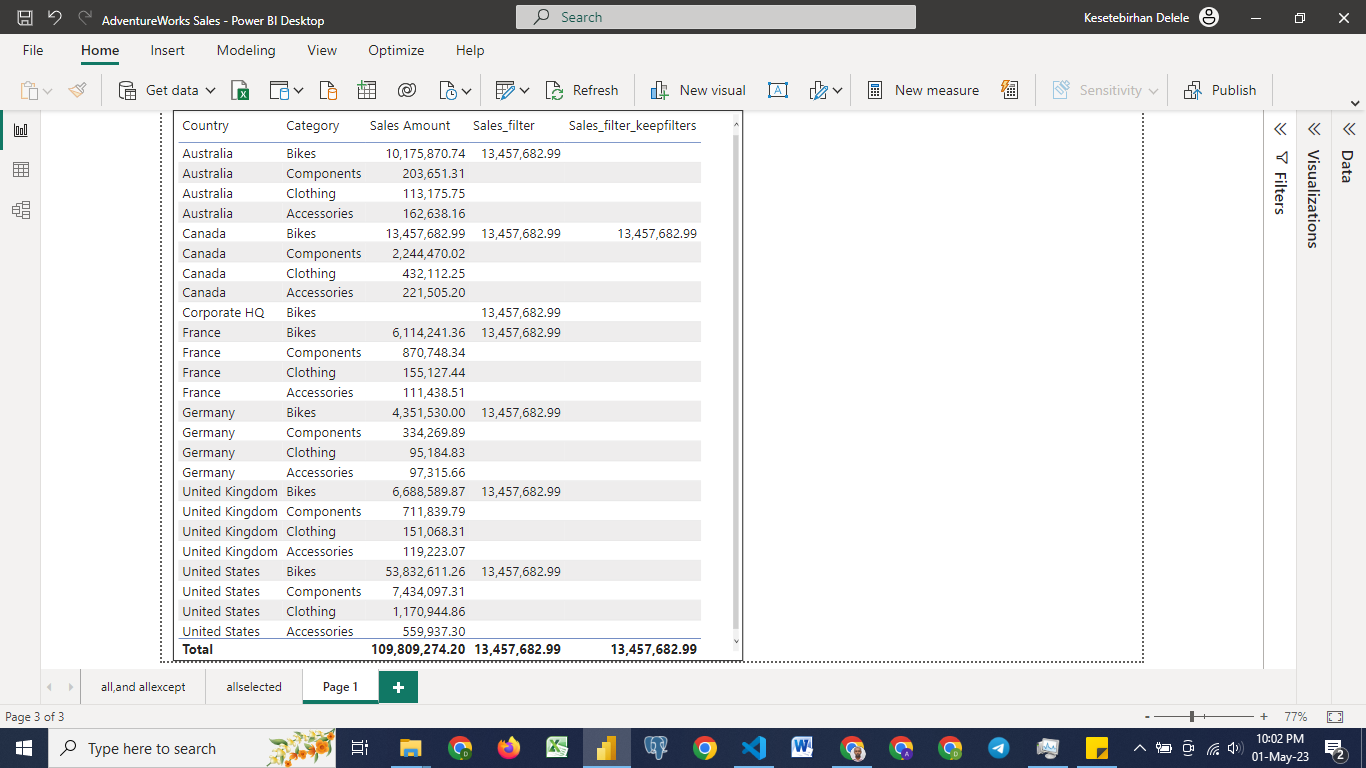 AdventureWorks Sales - Power BI Desktop
Search
Kesetebirhan Delele
File Home Insert Modeling View Optimize Help
Get data Refresh New visual New measure Sensitivity Publish
Country Category Sales Amount Sales_filter Sales_filter_keepfilters
Australia Bikes 10,175,870.74 13,457,682.99
Australia Components 203,651.31
Australia Clothing 113,175.75
Australia Accessories 162,638.16
Canada Bikes 13,457,682.99 13,457,682.99 13,457,682.99
Canada Components 2,244,470.02
Canada Clothing 432,112.25
Canada Accessories 221,505.20
Corporate HQ Bikes 13,457,682.99
France Bikes 6,114,241.36 13,457,682.99
France Components 870,748.34
France Clothing 155,127.44
France Accessories 111,438.51
Germany Bikes 4,351,530.00 13,457,682.99
Germany Components 334,269.89
Germany Clothing 95,184.83
Germany Accessories 97,315.66
United Kingdom Bikes 6,688,589.87 13,457,682.99
United Kingdom Components 711,839.79
United Kingdom Clothing 151,068.31
United Kingdom Accessories 119,223.07
United States Bikes 53,832,611.26 13,457,682.99
United States Components 7,434,097.31
United States Clothing 1,170,944.86
United States Accessories 559,937.30
Total 109,809,274.20 13,457,682.99 13,457,682.99
Filters
Visualizations
Data
all,and allexcept allselected Page 1
Page 3 of 3
77%
Type here to search
10:02 PM
01-May-23
2